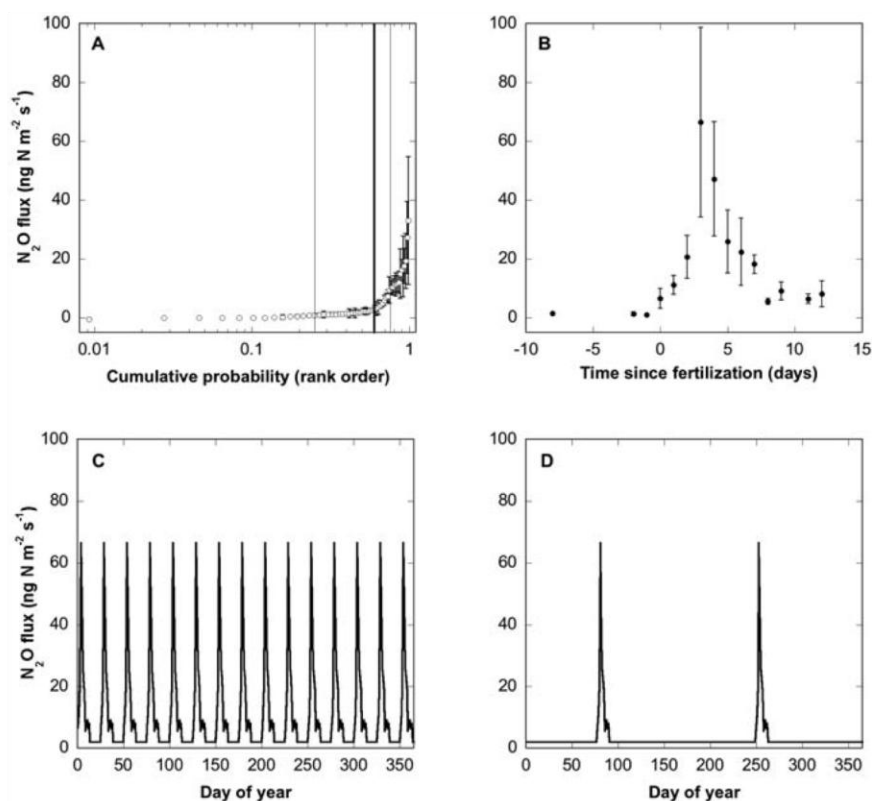 A
B
N2O flux (ng N m-2 s-1)
100
80
60
40
20
0
0.01
0.1
1
Cumulative probability (rank order)
100
80
60
40
20
0
-10
-5
0
5
10
15
Time since fertilization (days)
C
D
N2O flux (ng N m-2 s-1)
100
80
60
40
20
0
0 50 100 150 200 250 300 350
Day of year
100
80
60
40
20
0
0 50 100 150 200 250 300 350
Day of year